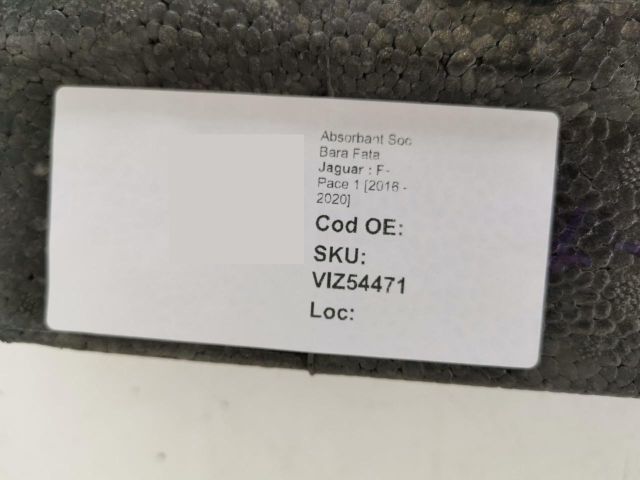 Absorbant Soc
Bara Fata
Jaguar : F-
Pace 1 [2016 -
2020]
Cod OE:
SKU:
VIZ54471
Loc: